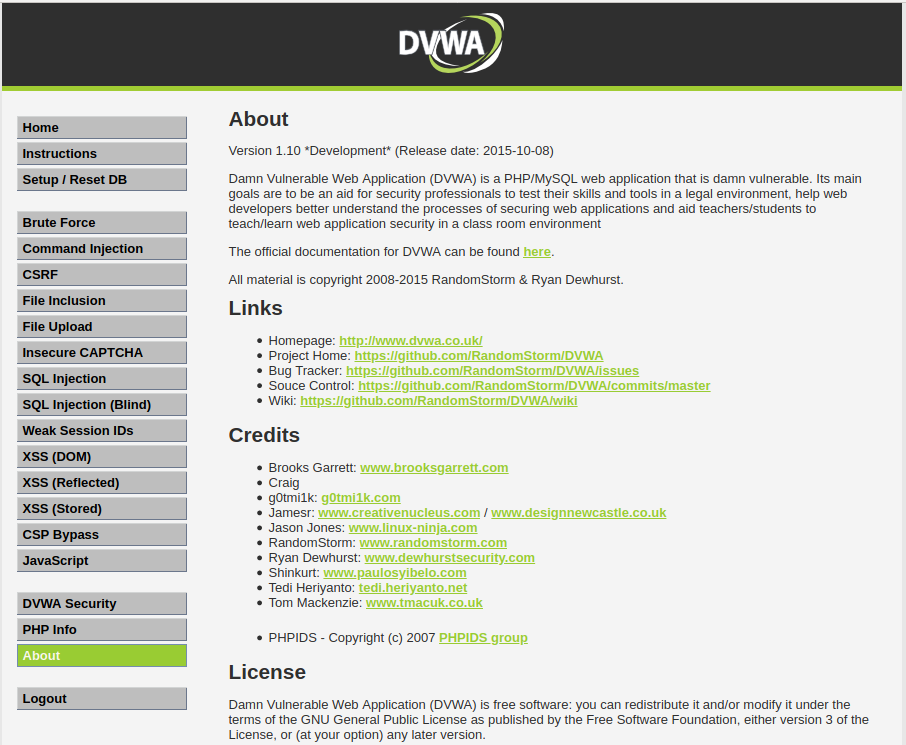 DVWA
Home
Instructions
Setup / Reset DB
Brute Force
Command Injection
CSRF
File Inclusion
File Upload
Insecure CAPTCHA
SQL Injection
SQL Injection (Blind)
Weak Session IDs
XSS (DOM)
XSS (Reflected)
XSS (Stored)
CSP Bypass
JavaScript
DVWA Security
PHP Info
About
Logout
About
Version 1.10 *Development* (Release date: 2015-10-08)
Damn Vulnerable Web Application (DVWA) is a PHP/MySQL web application that is damn vulnerable. Its main
goals are to be an aid for security professionals to test their skills and tools in a legal environment, help web
developers better understand the processes of securing web applications and aid teachers/students to
teach/learn web application security in a class room environment
The official documentation for DVWA can be found here.
All material is copyright 2008-2015 RandomStorm & Ryan Dewhurst.
Links
• Homepage: http://www.dvwa.co.uk/
• Project Home: https://github.com/RandomStorm/DVWA
• Bug Tracker: https://github.com/RandomStorm/DVWA/issues
• Souce Control: https://github.com/RandomStorm/DVWA/commits/master
• Wiki: https://github.com/RandomStorm/DVWA/wiki
Credits
• Brooks Garrett: www.brooksgarrett.com
• Craig
• g0tmi1k: g0tmi1k.com
• Jamesr: www.creativenucleus.com / www.designnewcastle.co.uk
• Jason Jones: www.linux-ninja.com
• RandomStorm: www.randomstorm.com
• Ryan Dewhurst: www.dewhurstsecurity.com
• Shinkurt: www.paulosyibelo.com
• Tedi Heriyanto: tedi.heriyanto.net
• Tom Mackenzie: www.tmacuk.co.uk
• PHPIDS - Copyright (c) 2007 PHPIDS group
License
Damn Vulnerable Web Application (DVWA) is free software: you can redistribute it and/or modify it under the
terms of the GNU General Public License as published by the Free Software Foundation, either version 3 of the
License, or (at your option) any later version.